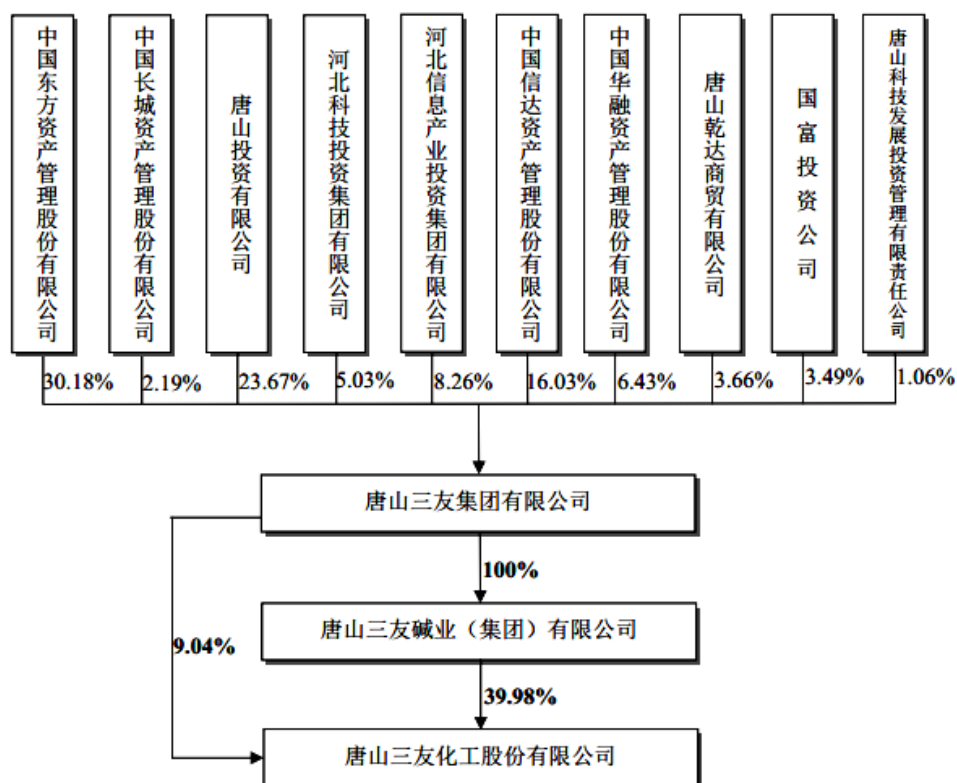 中国东方资产管理股份有限公司
中国长城资产管理股份有限公司
唐山投资有限公司
河北科技投资集团有限公司
河北信息产业投资集团有限公司
中国信达资产管理股份有限公司
中国华融资产管理股份有限公司
唐山乾达商贸有限公司
国富投资公司
唐山科技发展投资管理有限责任公司
30.18%
2.19%
23.67%
5.03%
8.26%
16.03%
6.43%
3.66%
3.49%
1.06%
唐山三友集团有限公司
100%
唐山三友碱业（集团）有限公司
9.04%
39.98%
唐山三友化工股份有限公司